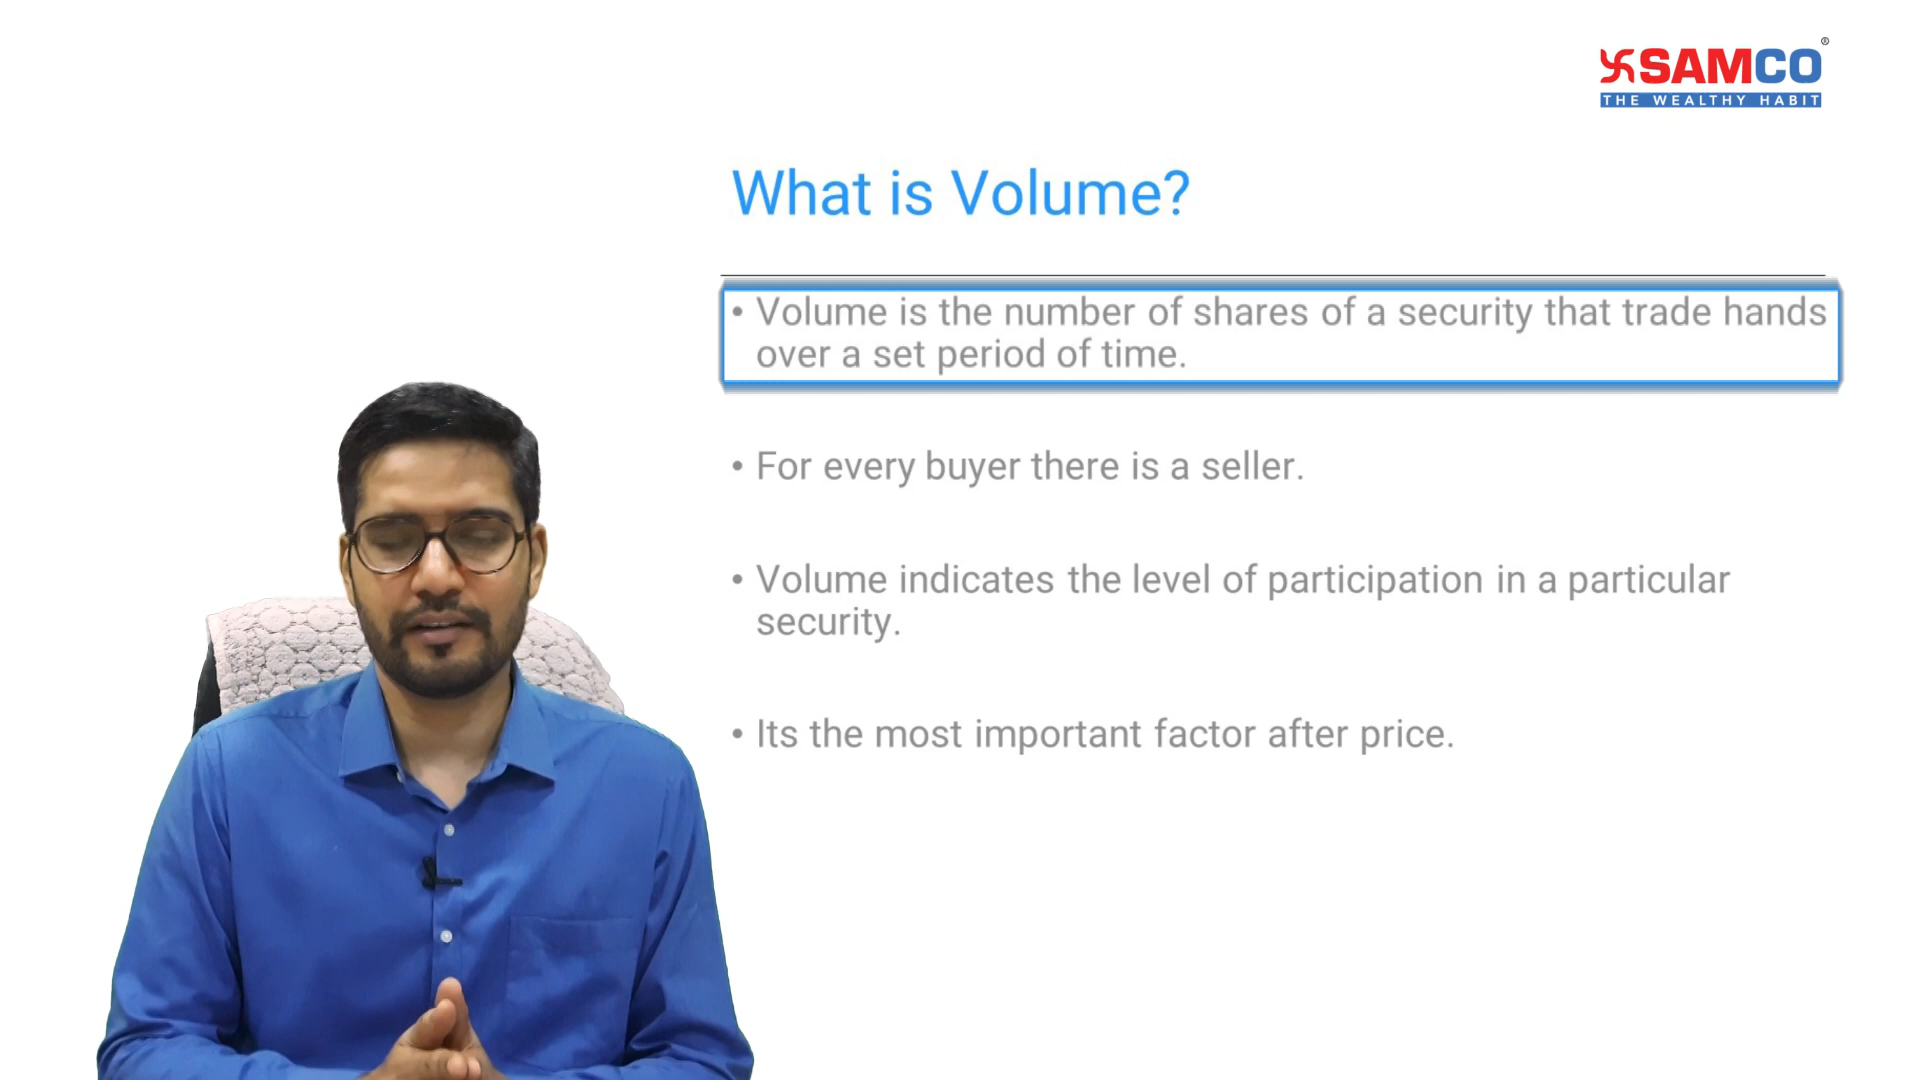 SAMCO®
THE WEALTHY HABIT
What is Volume?
• Volume is the number of shares of a security that trade hands
over a set period of time.
• For every buyer there is a seller.
• Volume indicates the level of participation in a particular
security.
• Its the most important factor after price.